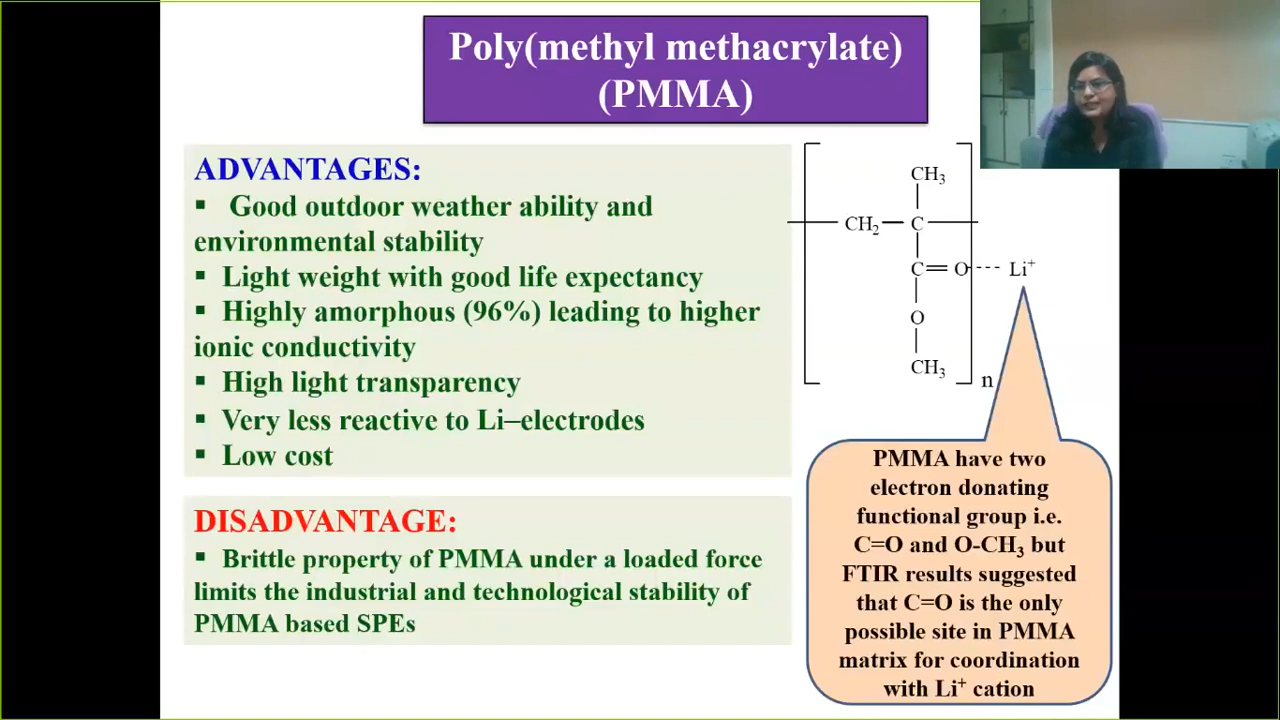 Poly(methyl methacrylate)
(PMMA)
ADVANTAGES:
▪ Good outdoor weather ability and
environmental stability
▪ Light weight with good life expectancy
▪ Highly amorphous (96%) leading to higher
ionic conductivity
▪ High light transparency
▪ Very less reactive to Li–electrodes
▪ Low cost
DISADVANTAGE:
▪ Brittle property of PMMA under a loaded force
limits the industrial and technological stability of
PMMA based SPEs
CH₃
CH₂ C
C O Li⁺
O
CH₃
n
PMMA have two
electron donating
functional group i.e.
C=O and O-CH₃ but
FTIR results suggested
that C=O is the only
possible site in PMMA
matrix for coordination
with Li⁺ cation